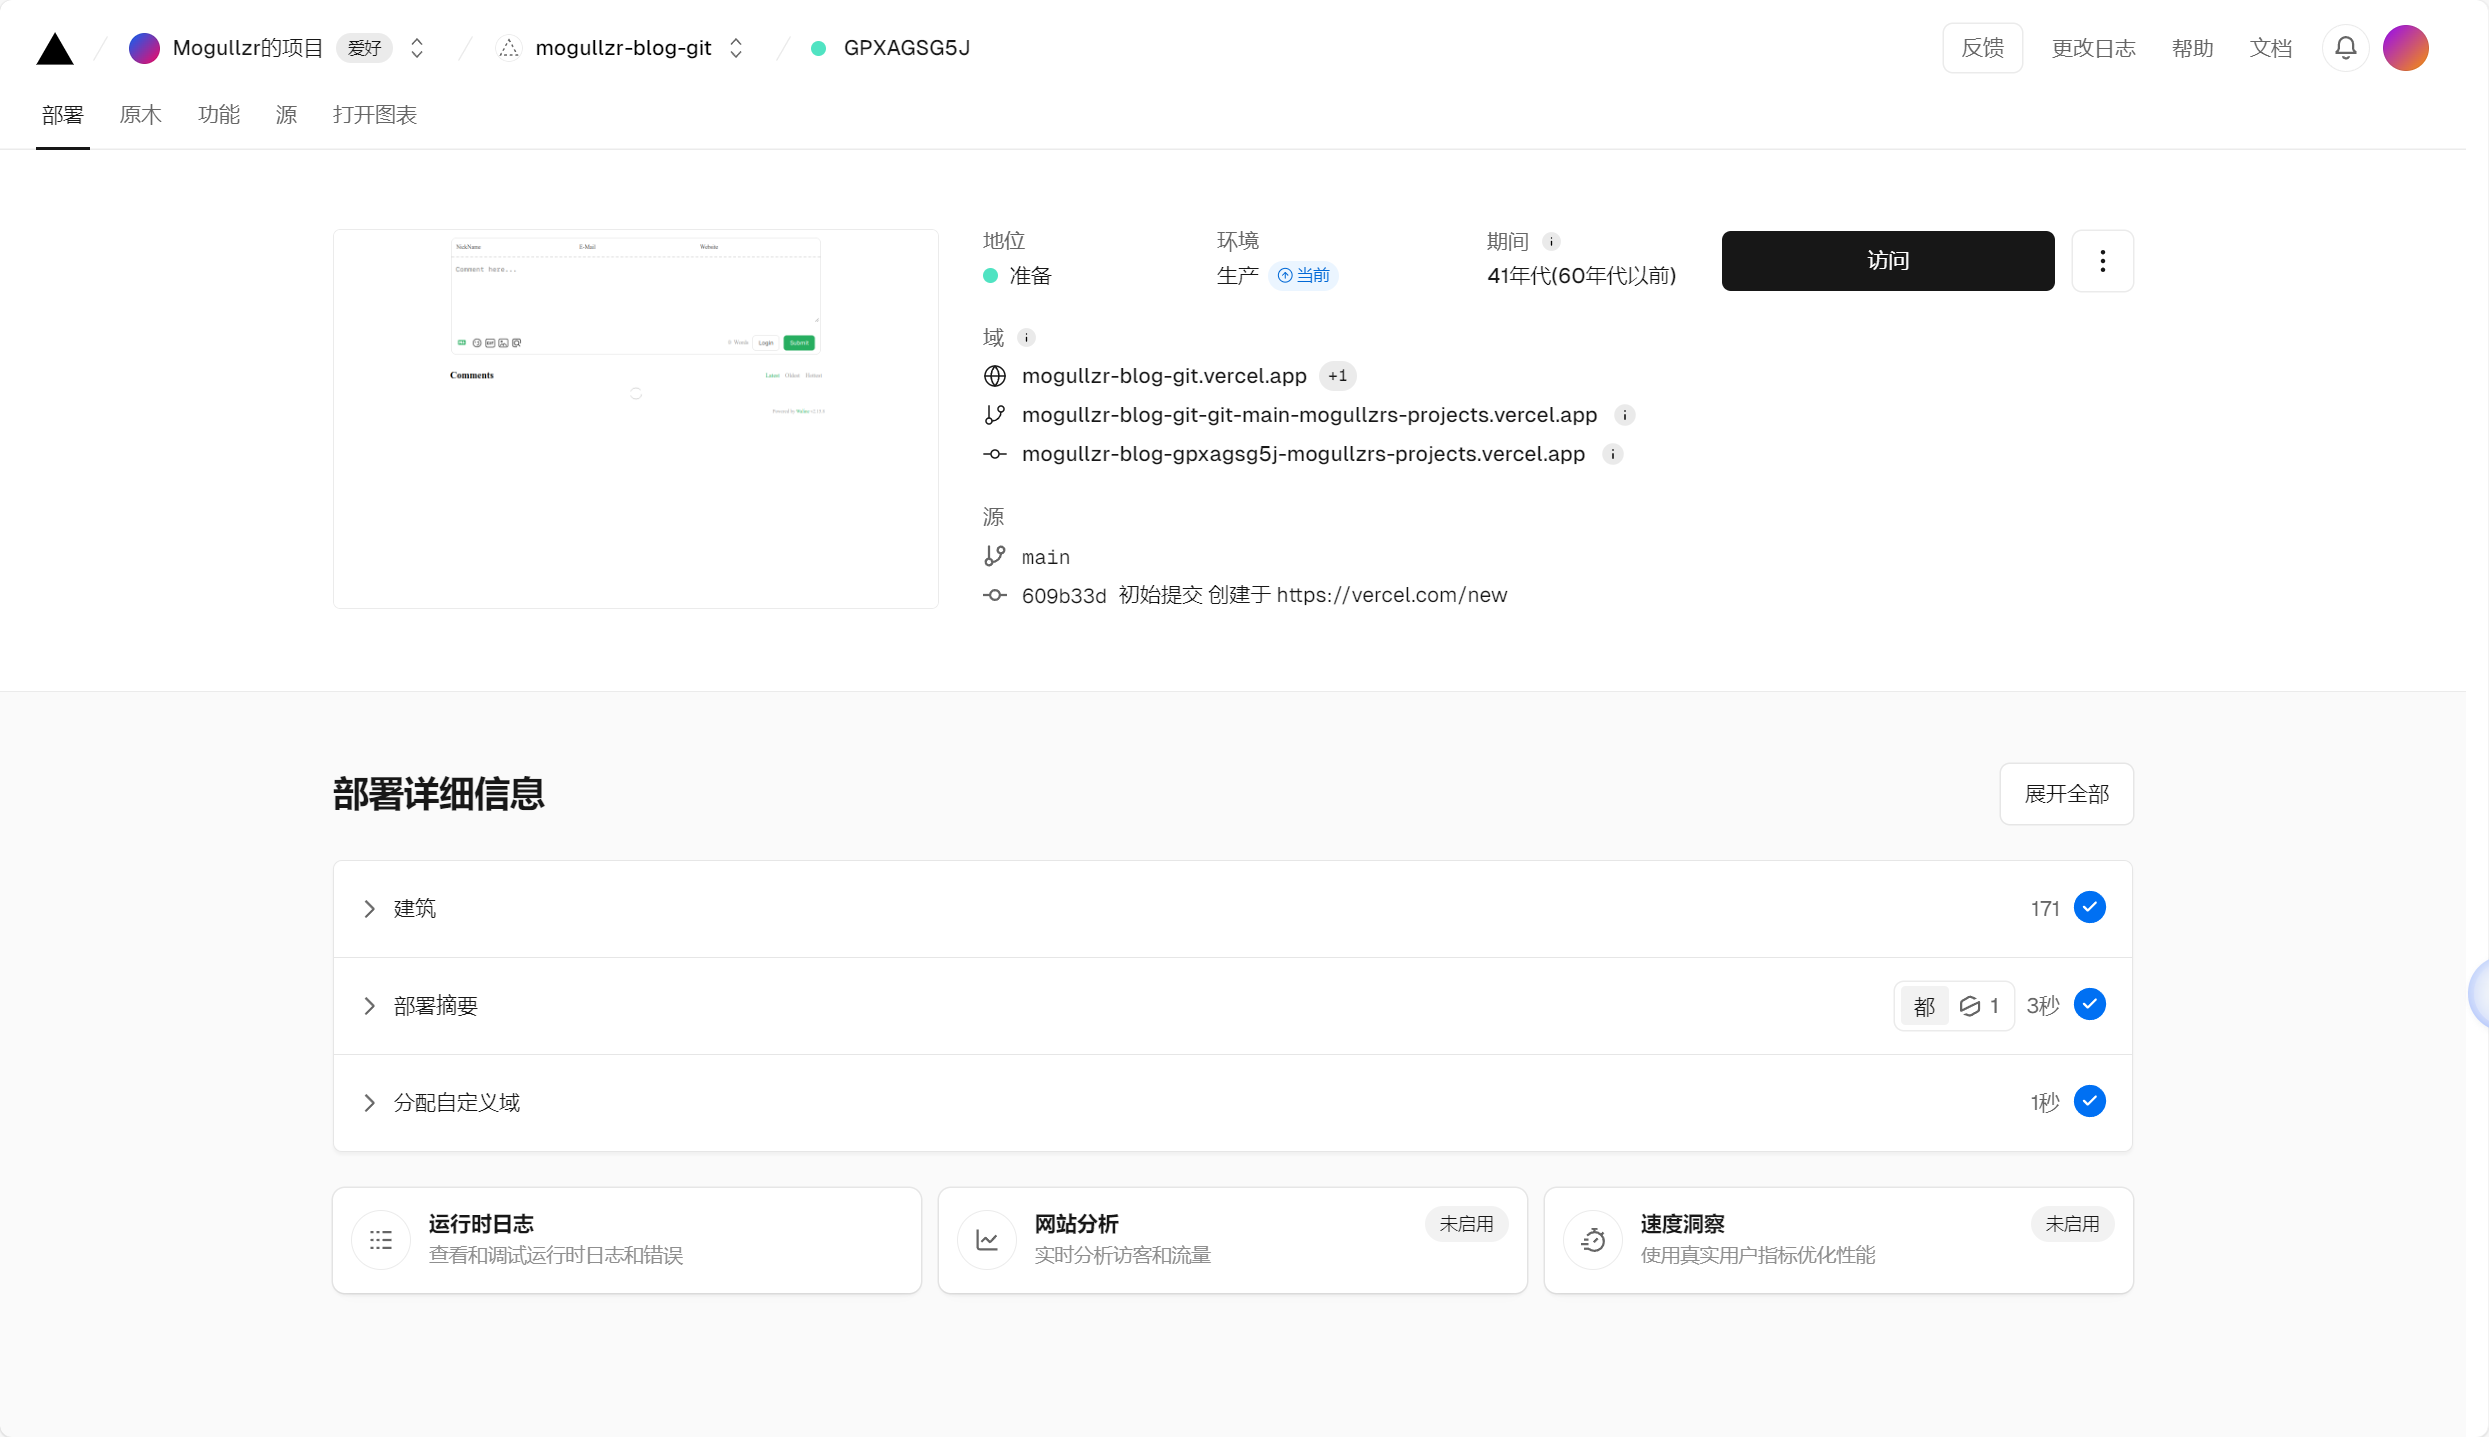 Mogullzr的项目 爱好 mogullzr-blog-git GPXAGSG5J 反馈 更改日志 帮助 文档
部署 原木 功能 源 打开图表
NickName E-Mail Website
Comment here...
Words Login Submit
Comments Latest Oldest Hottest
Powered by Waline
地位 环境 期间
准备 生产 当前 41年代(60年代以前) 访问
域
mogullzr-blog-git.vercel.app +1
mogullzr-blog-git-git-main-mogullzrs-projects.vercel.app
mogullzr-blog-gpxagsg5j-mogullzrs-projects.vercel.app
源
main
609b33d 初始提交 创建于 https://vercel.com/new
部署详细信息 展开全部
建筑 171
部署摘要 都 1 3秒
分配自定义域 1秒
运行时日志
查看和调试运行时日志和错误
网站分析 未启用
实时分析访客和流量
速度洞察 未启用
使用真实用户指标优化性能